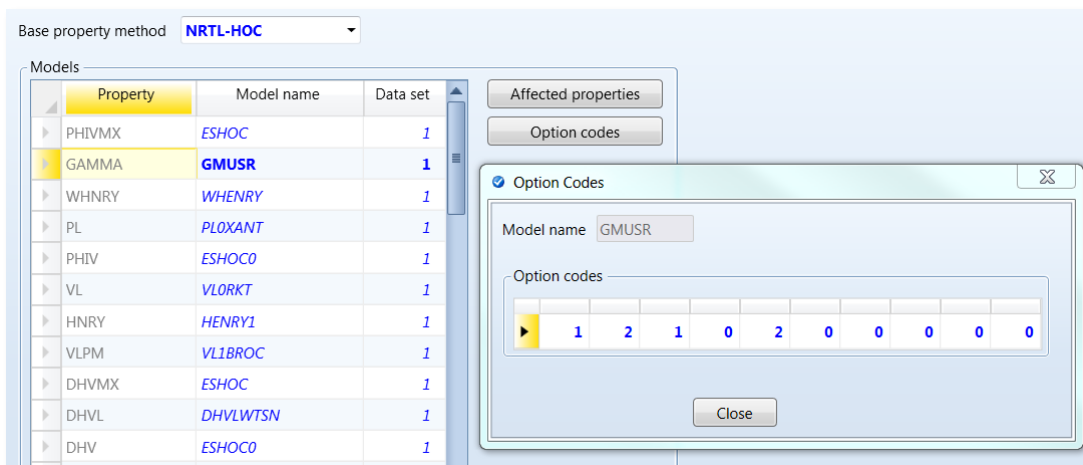 Base property method NRTL-HOC
Models
Property Model name Data set
PHIVMX ESHOC 1
GAMMA GMUSR 1
WHNRY WHENRY 1
PL PL0XANT 1
PHIV ESHOC0 1
VL VL0RKT 1
HNRY HENRY1 1
VLPM VL1BROC 1
DHVMX ESHOC 1
DHVL DHVLWTSN 1
DHV ESHOC0 1
Affected properties
Option codes
Option Codes
Model name GMUSR
Option codes
1 2 1 0 2 0 0 0 0 0
Close